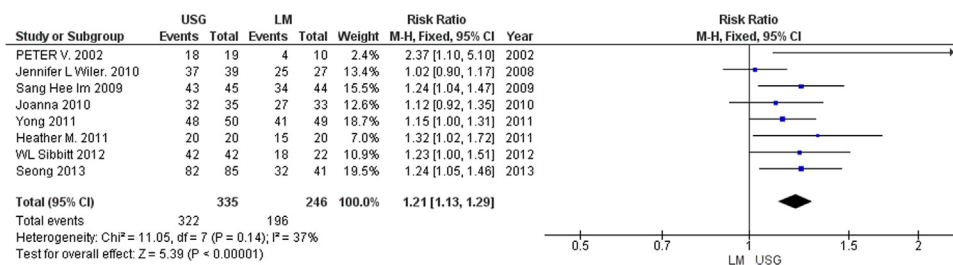 USG LM Risk Ratio Risk Ratio
Study or Subgroup Events Total Events Total Weight M-H, Fixed, 95% CI Year M-H, Fixed, 95% CI
PETER V. 2002 18 19 4 10 2.4% 2.37 [1.10, 5.10] 2002
Jennifer L Wiler. 2010 37 39 25 27 13.4% 1.02 [0.90, 1.17] 2008
Sang Hee Im 2009 43 45 34 44 15.5% 1.24 [1.04, 1.47] 2009
Joanna 2010 32 35 27 33 12.6% 1.12 [0.92, 1.35] 2010
Yong 2011 48 50 41 49 18.7% 1.15 [1.00, 1.31] 2011
Heather M. 2011 20 20 15 20 7.0% 1.32 [1.02, 1.72] 2011
WL Sibbitt 2012 42 42 18 22 10.9% 1.23 [1.00, 1.51] 2012
Seong 2013 82 85 32 41 19.5% 1.24 [1.05, 1.46] 2013
Total (95% CI) 335 246 100.0% 1.21 [1.13, 1.29]
Total events 322 196
Heterogeneity: Chi² = 11.05, df = 7 (P = 0.14); I² = 37%
Test for overall effect: Z = 5.39 (P < 0.00001)
0.5 0.7 1 1.5 2
LM USG